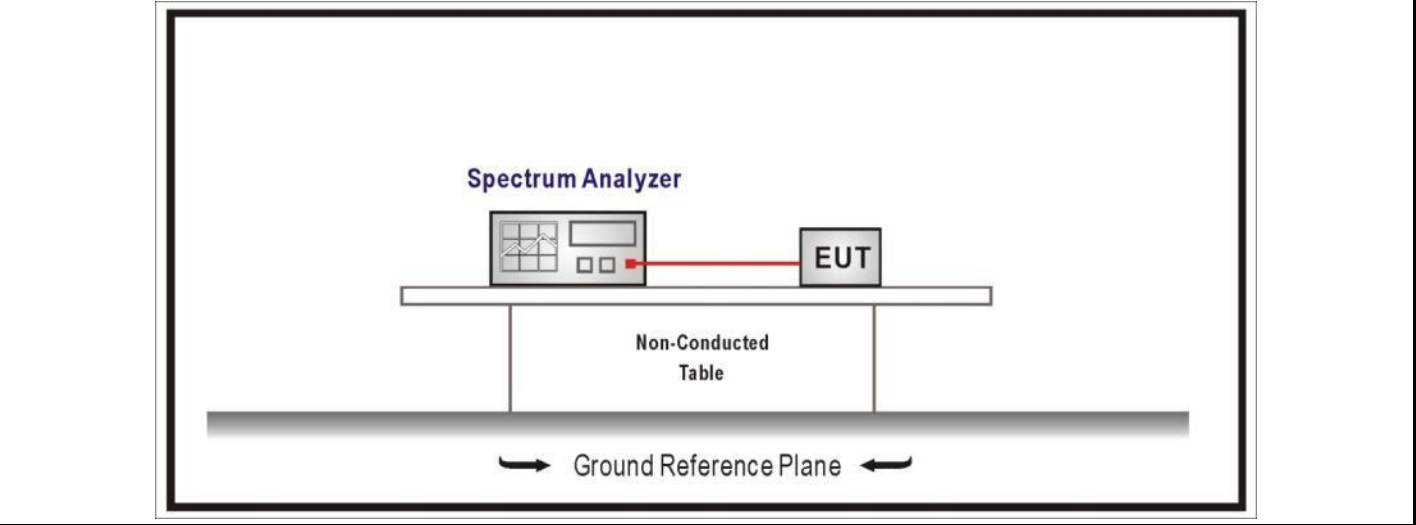 Spectrum Analyzer
EUT
Non-Conducted
Table
Ground Reference Plane